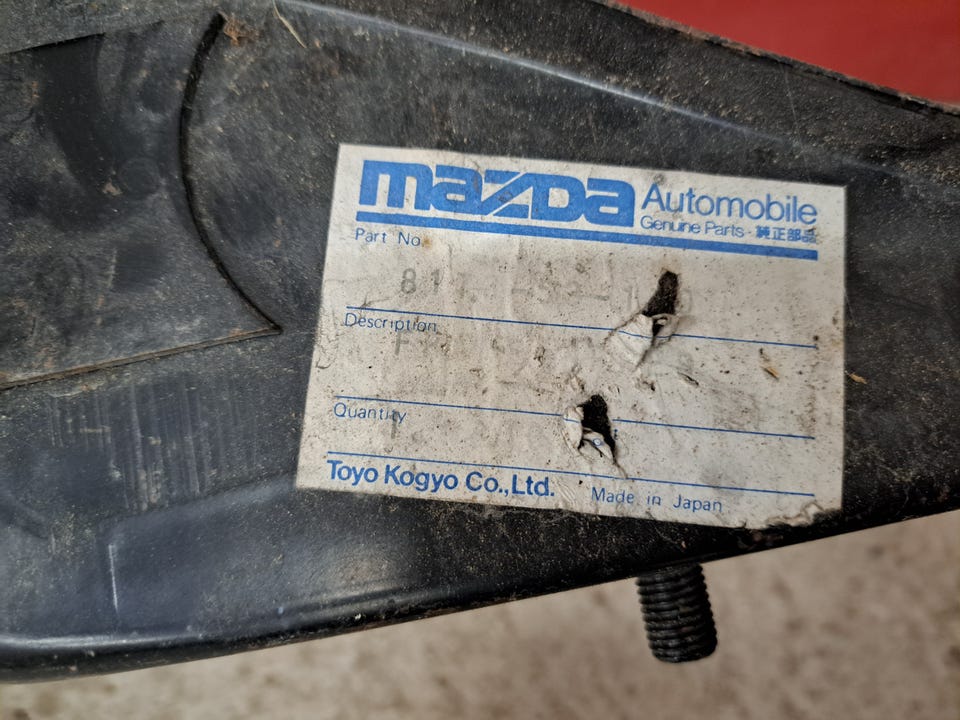 mazda Automobile
Genuine Parts・純正部品
Part No.
Description
Quantity
Toyo Kogyo Co.,Ltd.
Made in Japan